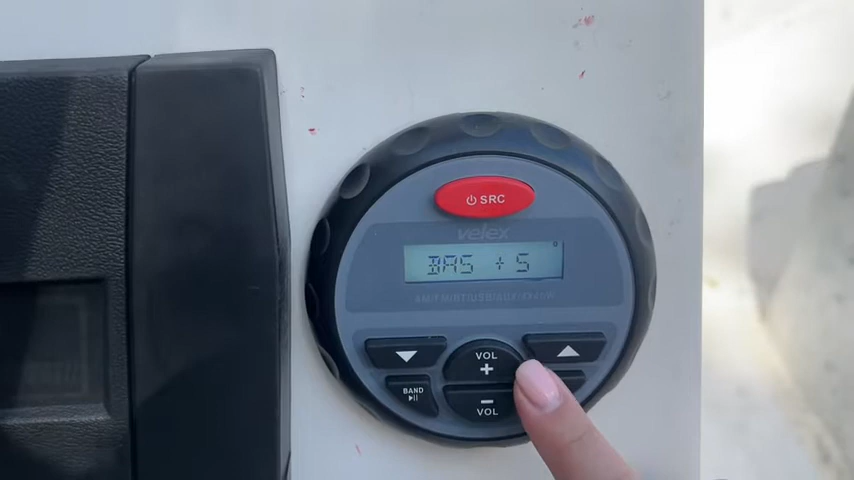 SRC
velex
BAS +5
VOL
+
BAND
-
VOL